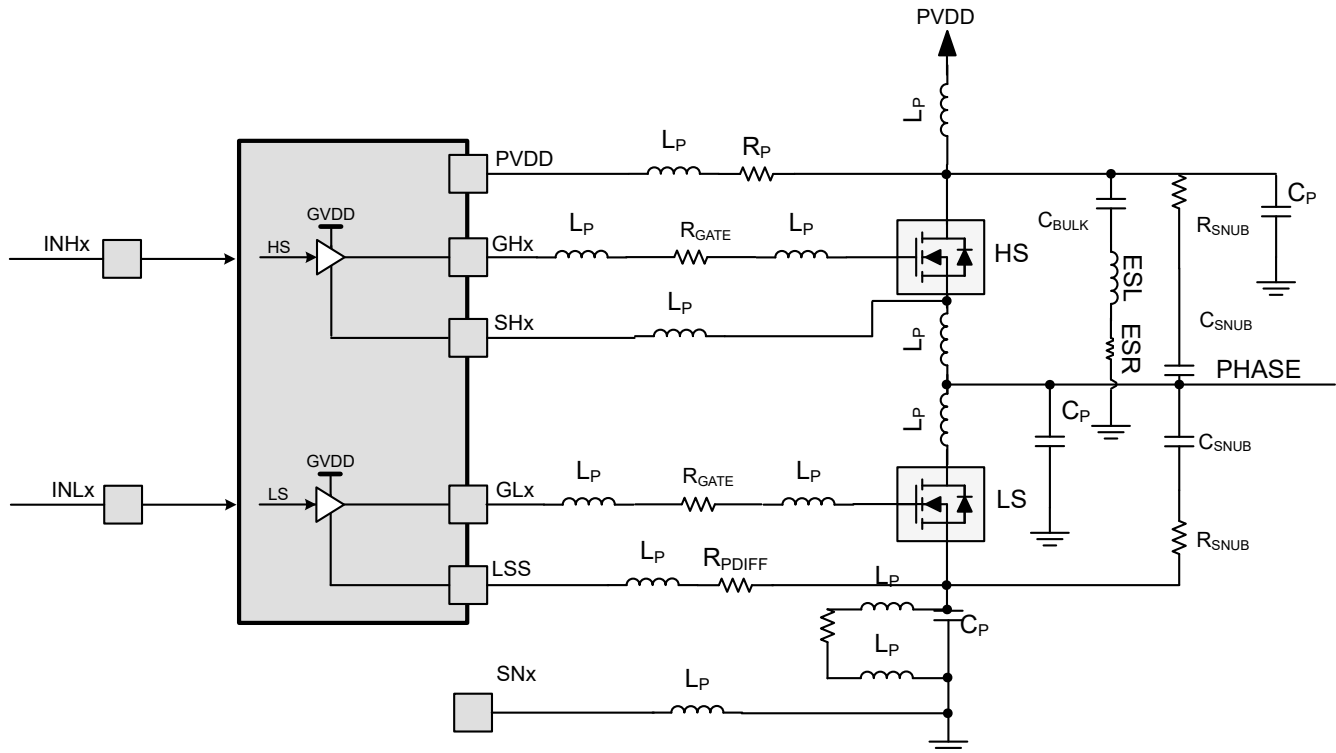 PVDD
LP
LP
RP
PVDD
CP
GVDD
LP
RGATE
LP
CBULK
RSNUB
INHx
HS
GHx
HS
ESL
LP
SHx
LP
CSNUB
ESR
PHASE
LP
CP
CSNUB
GVDD
LP
RGATE
LP
INLx
LS
GLx
LS
RSNUB
LP
RPDIFF
LSS
LP
CP
LP
SNx
LP